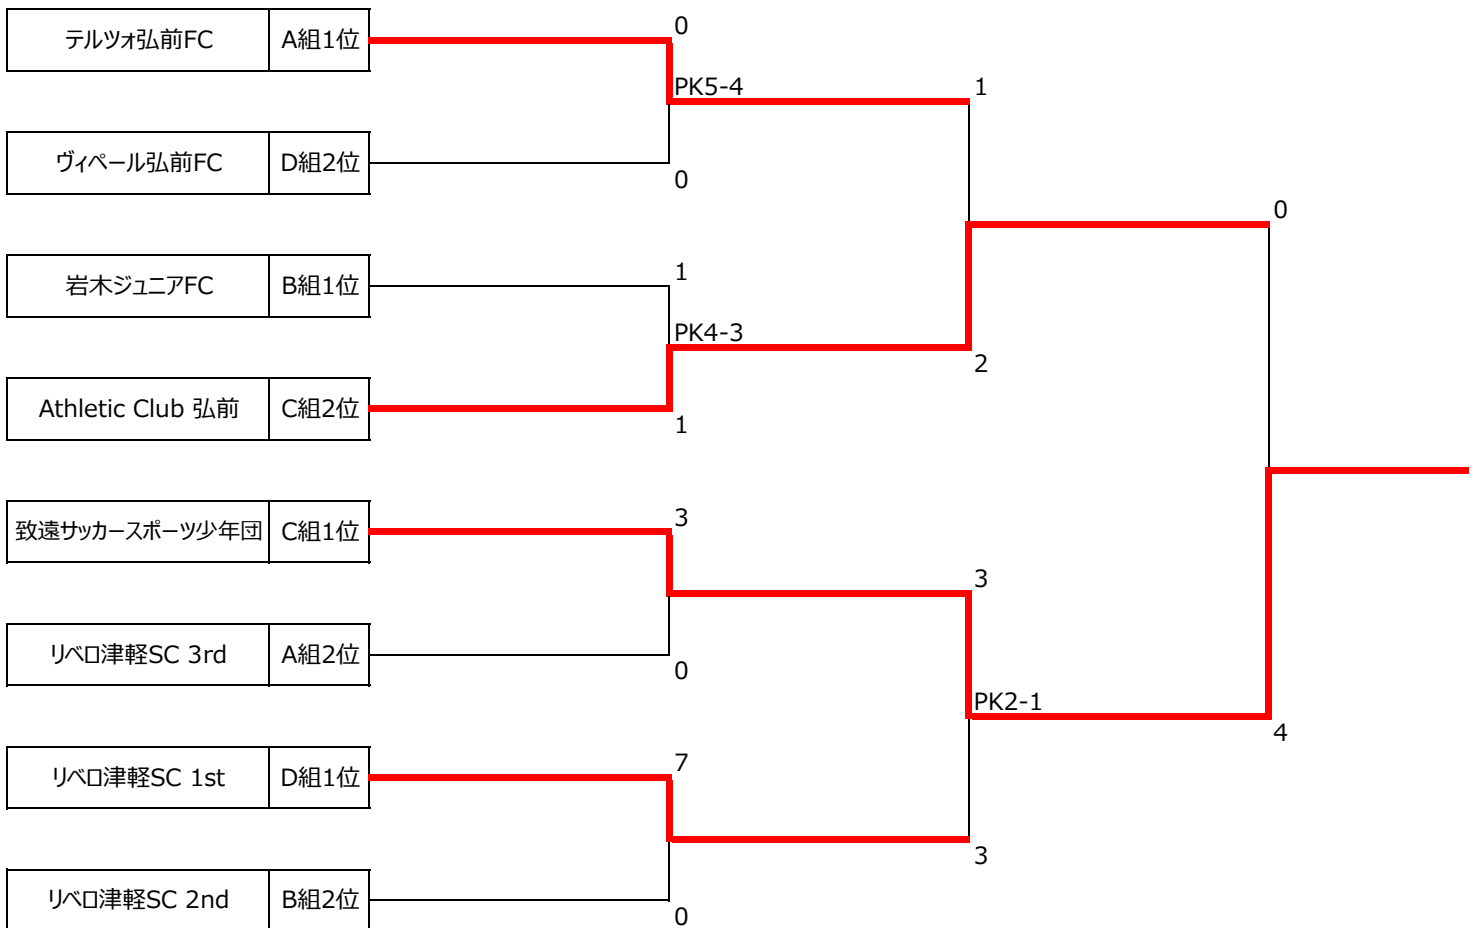 テルツォ弘前FC A組1位
0
PK5-4
1
ヴィペール弘前FC D組2位
0
0
岩木ジュニアFC B組1位
1
PK4-3
2
Athletic Club 弘前 C組2位
1
致遠サッカースポーツ少年団 C組1位
3
3
リベロ津軽SC 3rd A組2位
0
PK2-1
4
リベロ津軽SC 1st D組1位
7
3
リベロ津軽SC 2nd B組2位
0